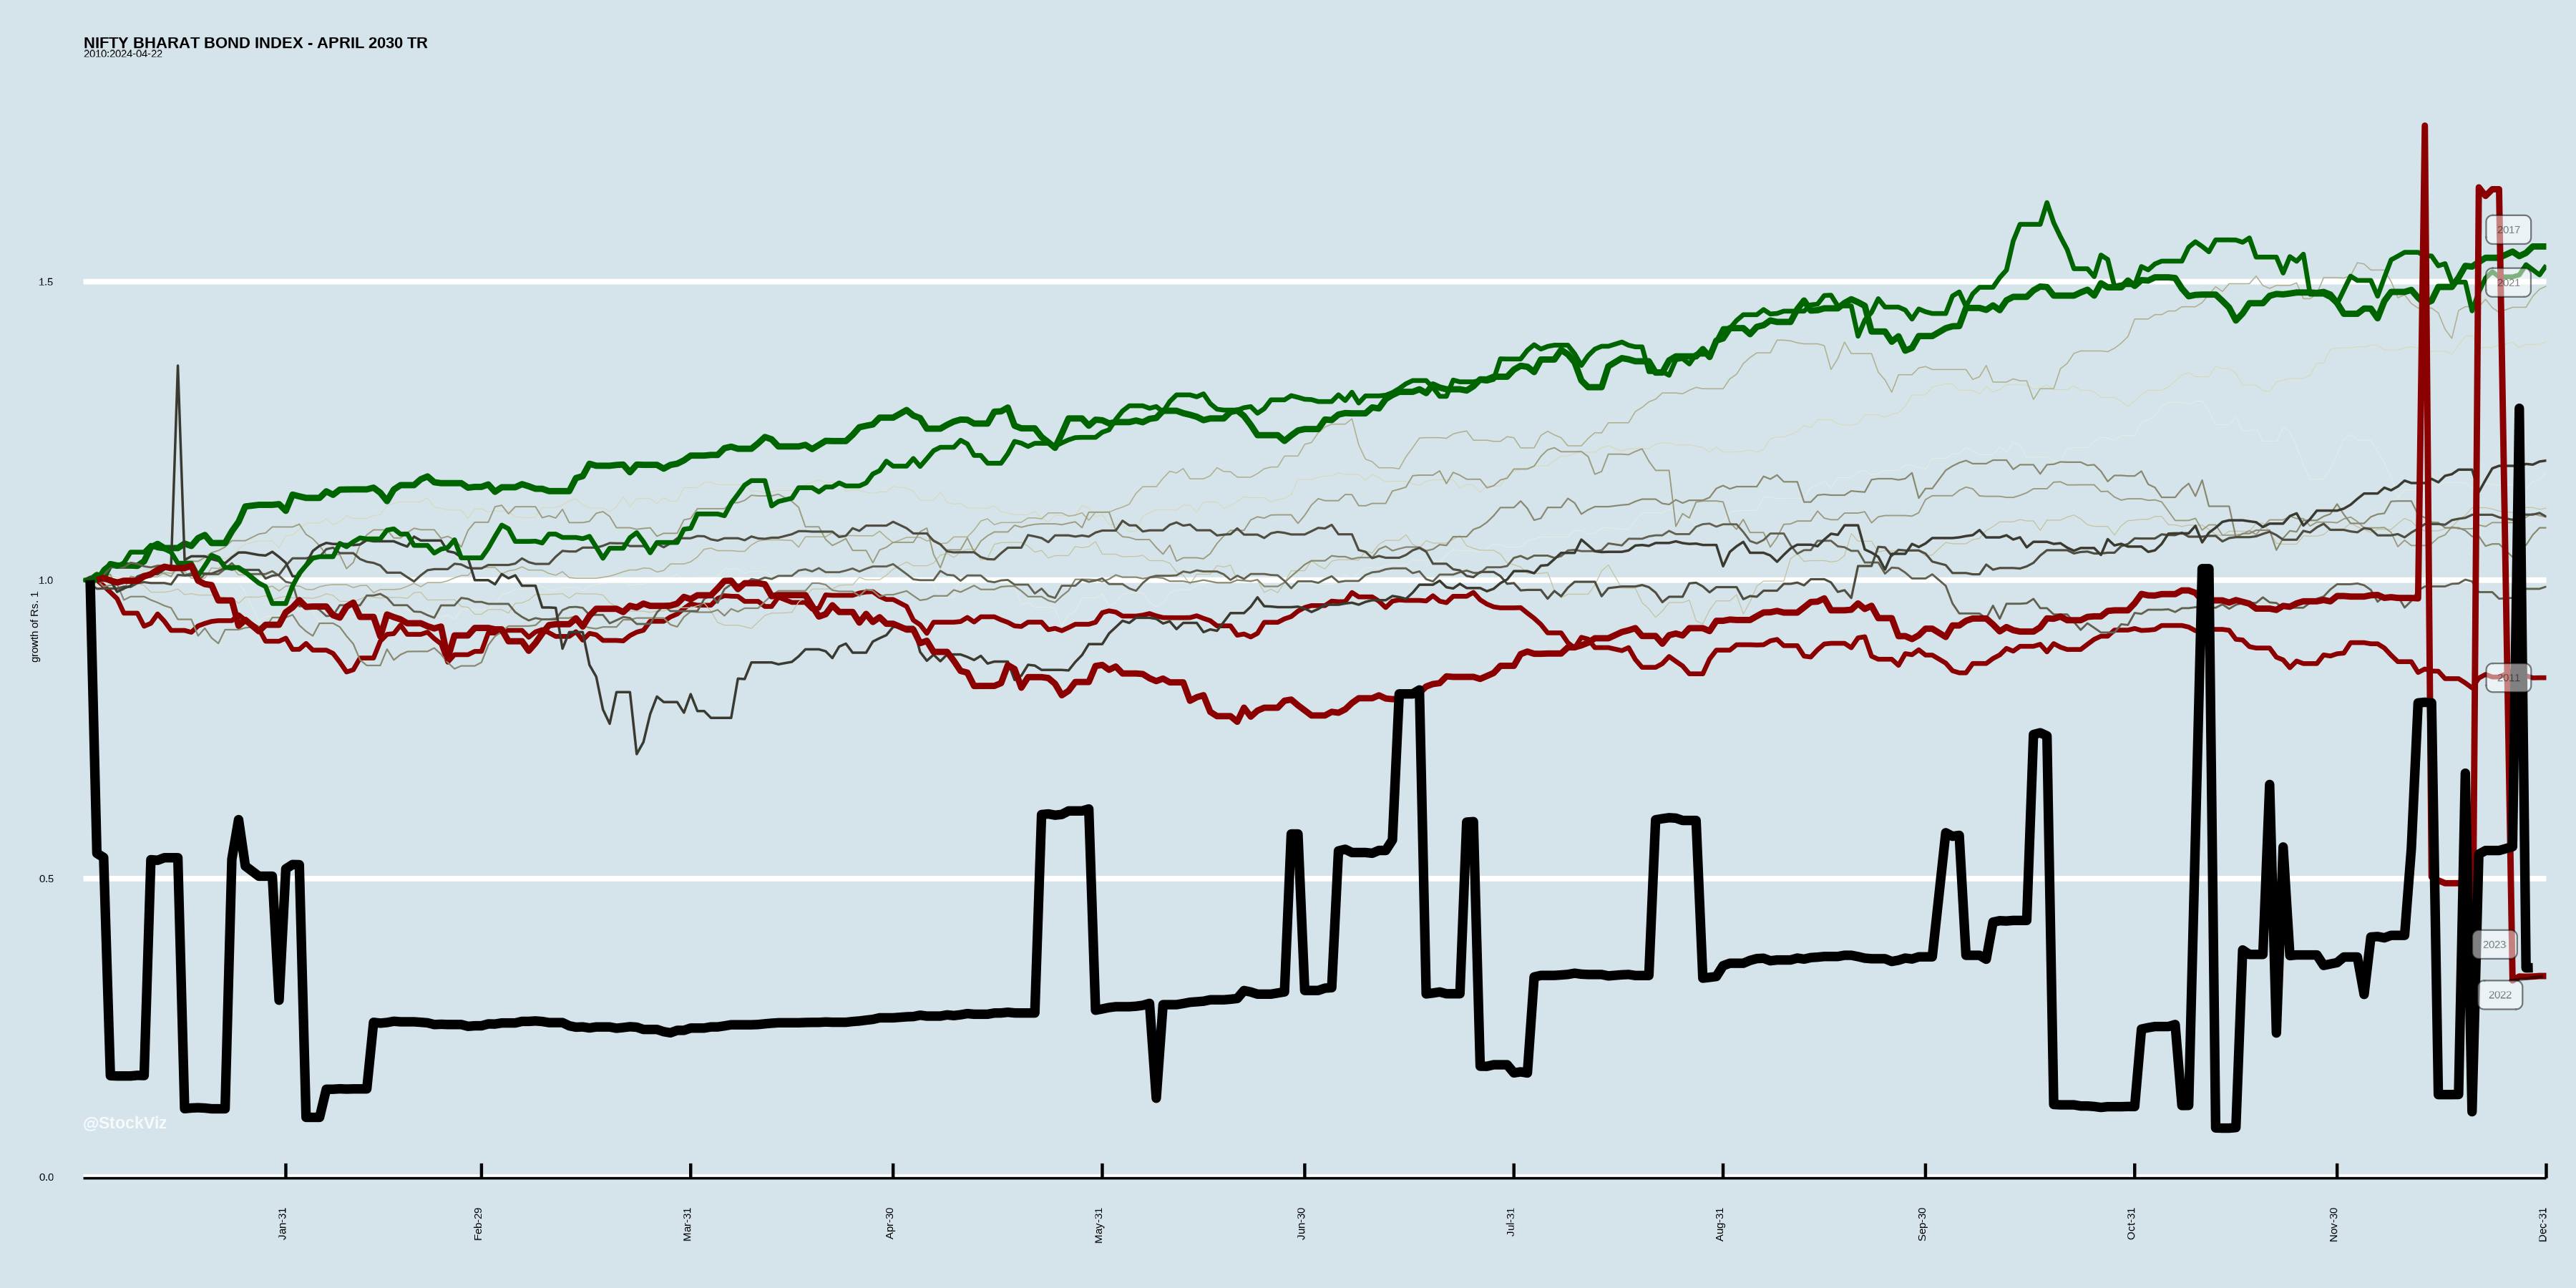 NIFTY BHARAT BOND INDEX - APRIL 2030 TR
2010:2024-04-22
growth of Rs. 1
1.5
1.0
0.5
0.0
2017
2021
2011
2023
2022
@StockViz
Jan-31
Feb-29
Mar-31
Apr-30
May-31
Jun-30
Jul-31
Aug-31
Sep-30
Oct-31
Nov-30
Dec-31